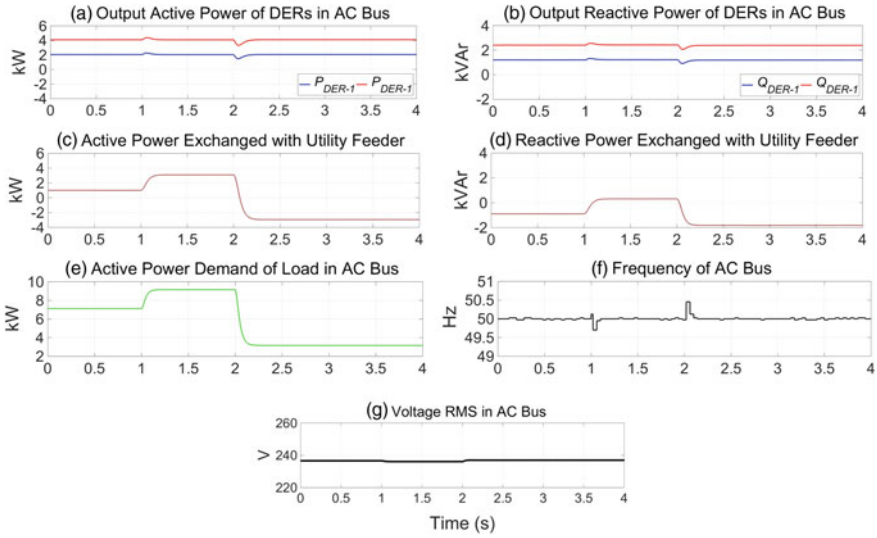 (a) Output Active Power of DERs in AC Bus
kW
6
4
2
0
-2
-4
P_DER-1 P_DER-1
0 0.5 1 1.5 2 2.5 3 3.5 4
(b) Output Reactive Power of DERs in AC Bus
kVAr
4
2
0
-2
Q_DER-1 Q_DER-1
0 0.5 1 1.5 2 2.5 3 3.5 4
(c) Active Power Exchanged with Utility Feeder
kW
6
4
2
0
-2
-4
0 0.5 1 1.5 2 2.5 3 3.5 4
(d) Reactive Power Exchanged with Utility Feeder
kVAr
4
2
0
-2
0 0.5 1 1.5 2 2.5 3 3.5 4
(e) Active Power Demand of Load in AC Bus
kW
10
8
6
4
2
0 0.5 1 1.5 2 2.5 3 3.5 4
(f) Frequency of AC Bus
Hz
51
50.5
50
49.5
49
0 0.5 1 1.5 2 2.5 3 3.5 4
(g) Voltage RMS in AC Bus
V
260
240
220
0 0.5 1 1.5 2 2.5 3 3.5 4
Time (s)